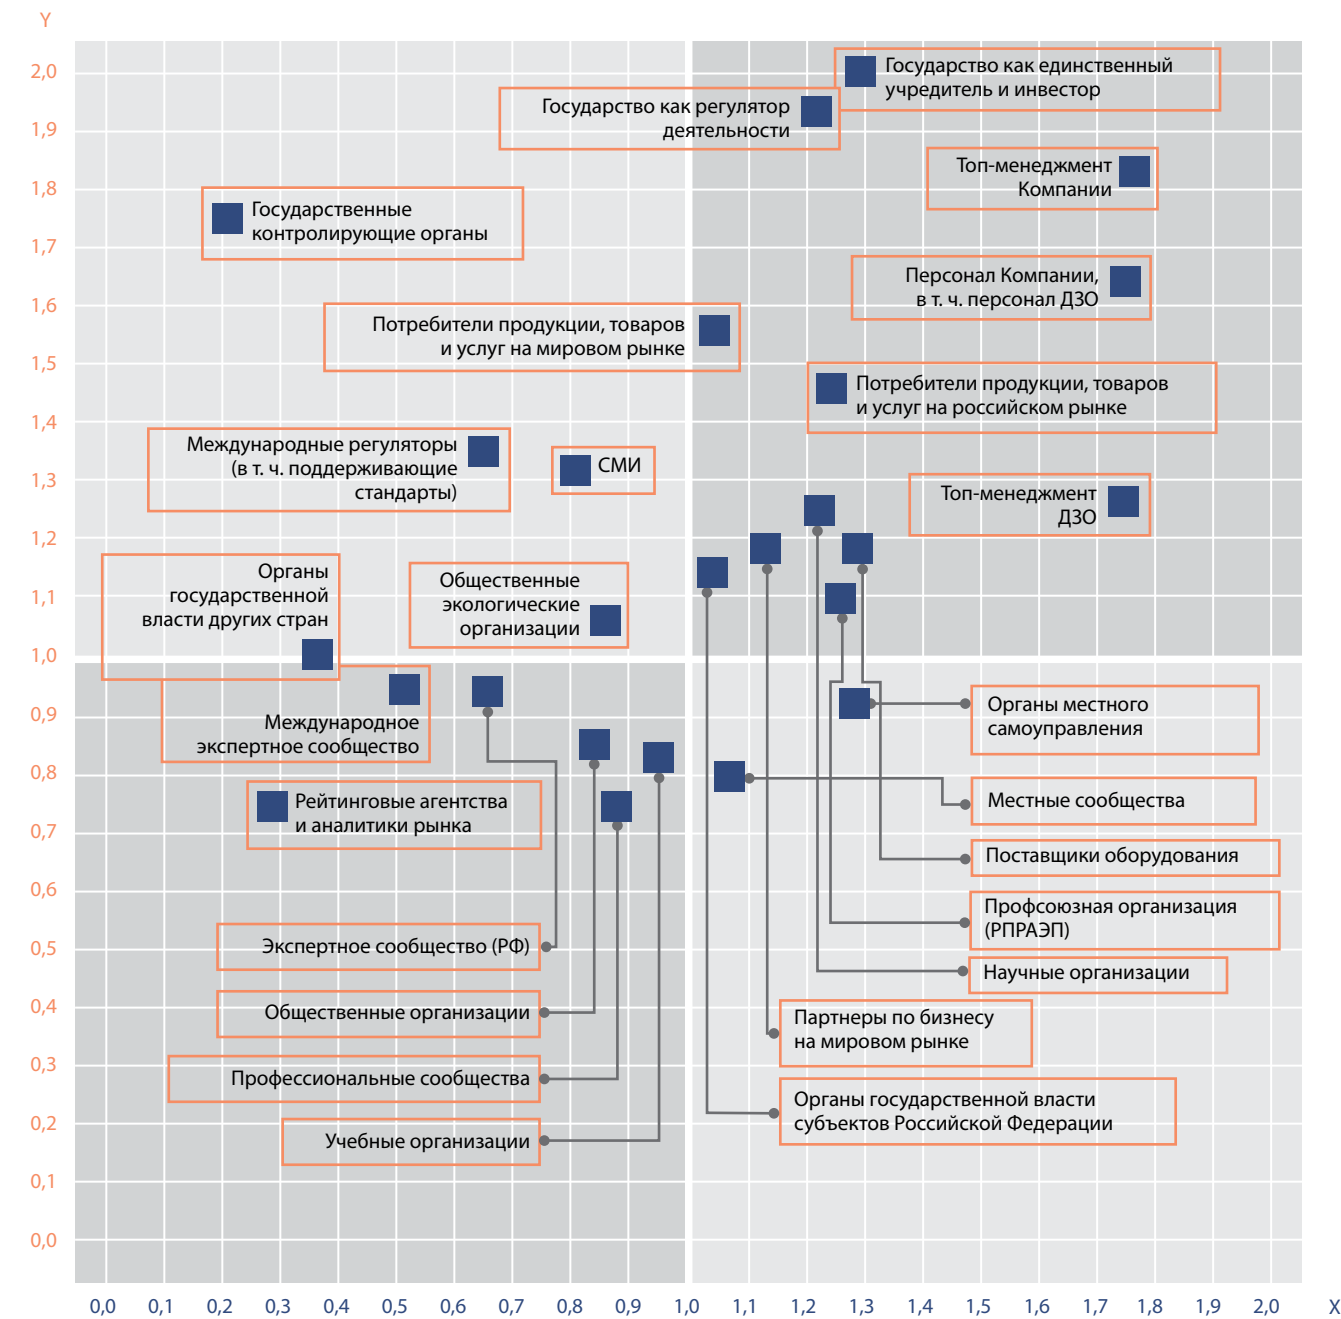 Y
2,0
1,9
1,8
1,7
1,6
1,5
1,4
1,3
1,2
1,1
1,0
0,9
0,8
0,7
0,6
0,5
0,4
0,3
0,2
0,1
0,0
Государство как единственный
учредитель и инвестор
Государство как регулятор
деятельности
Топ-менеджмент
Компании
Государственные
контролирующие органы
Персонал Компании,
в т. ч. персонал ДЗО
Потребители продукции, товаров
и услуг на мировом рынке
Потребители продукции, товаров
и услуг на российском рынке
Международные регуляторы
(в т. ч. поддерживающие
стандарты)
СМИ
Топ-менеджмент
ДЗО
Органы
государственной
власти других стран
Общественные
экологические
организации
Международное
экспертное сообщество
Рейтинговые агентства
и аналитики рынка
Экспертное сообщество (РФ)
Общественные организации
Профессиональные сообщества
Учебные организации
Органы местного
самоуправления
Местные сообщества
Поставщики оборудования
Профсоюзная организация
(РПРАЭП)
Научные организации
Партнеры по бизнесу
на мировом рынке
Органы государственной власти
субъектов Российской Федерации
0,0 0,1 0,2 0,3 0,4 0,5 0,6 0,7 0,8 0,9 1,0 1,1 1,2 1,3 1,4 1,5 1,6 1,7 1,8 1,9 2,0 X